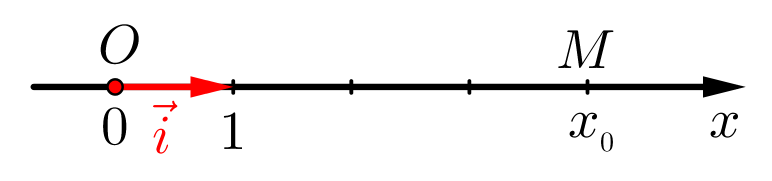 O M
0 i⃗ 1 x₀ x